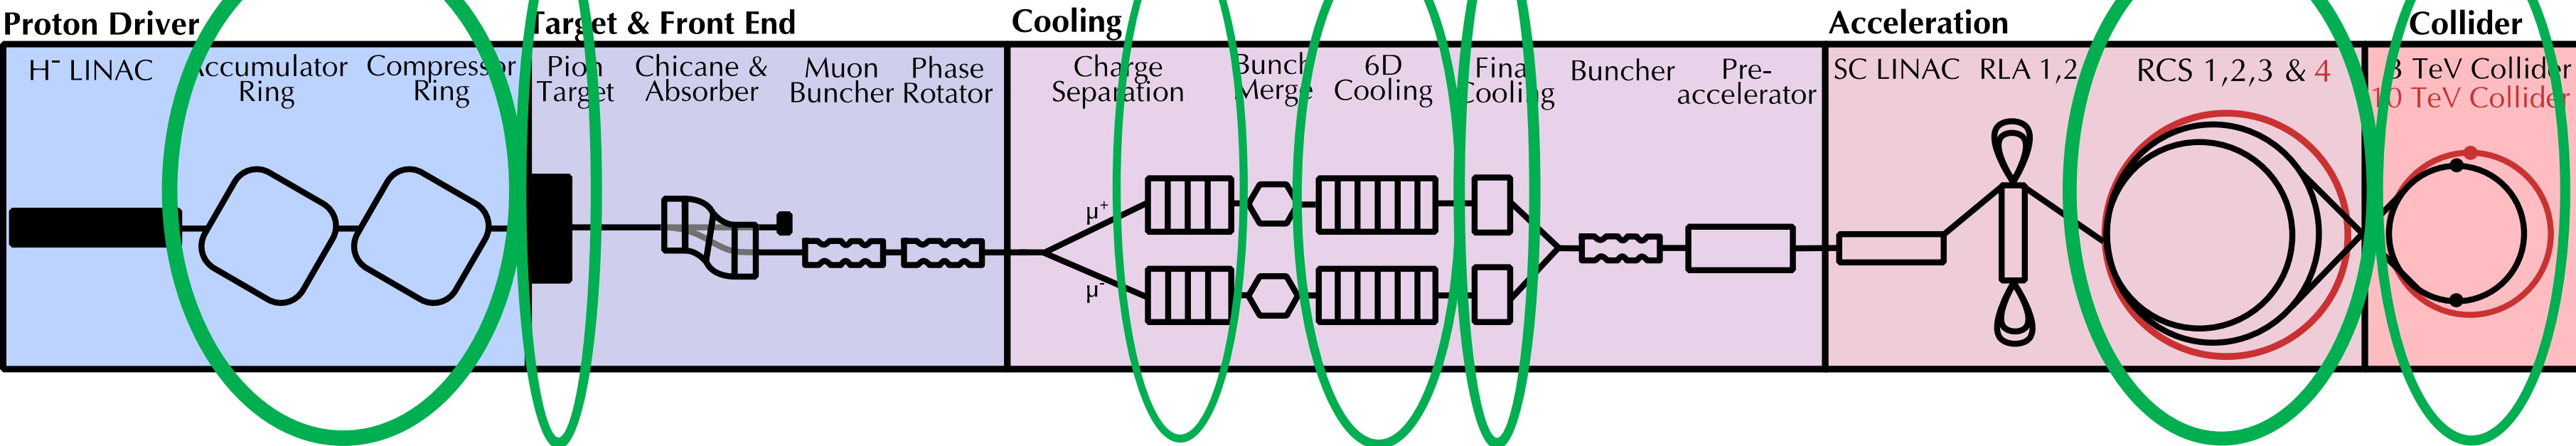 Proton Driver
Target & Front End
Cooling
Acceleration
Collider
H⁻ LINAC
Accumulator
Ring
Compressor
Ring
Pion
Target
Chicane &
Absorber
Muon
Buncher
Phase
Rotator
Charge
Separation
Bunch
Merge
6D
Cooling
Final
Cooling
Buncher
Pre-
accelerator
SC LINAC
RLA 1,2
RCS 1,2,3 & 4
3 TeV Collider
10 TeV Collider
μ⁺
μ⁻